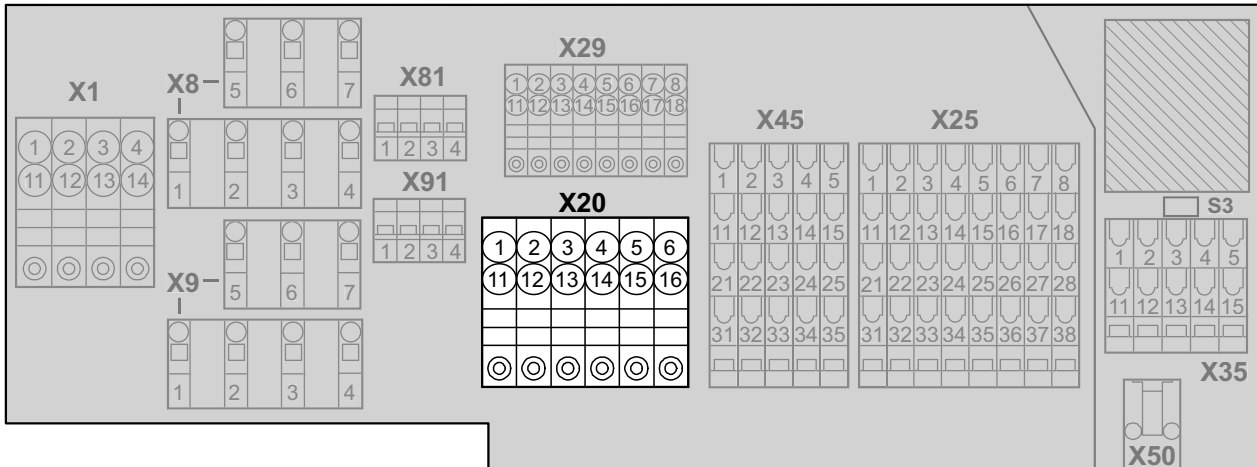 X1
1 2 3 4
11 12 13 14
X8
5 6 7
1 2 3 4
X9
5 6 7
1 2 3 4
X81
1 2 3 4
X91
1 2 3 4
X29
1 2 3 4 5 6 7 8
11 12 13 14 15 16 17 18
X20
1 2 3 4 5 6
11 12 13 14 15 16
X45
1 2 3 4 5
11 12 13 14 15
21 22 23 24 25
31 32 33 34 35
X25
1 2 3 4 5 6 7 8
11 12 13 14 15 16 17 18
21 22 23 24 25 26 27 28
31 32 33 34 35 36 37 38
S3
1 2 3 4 5
11 12 13 14 15
X35
X50